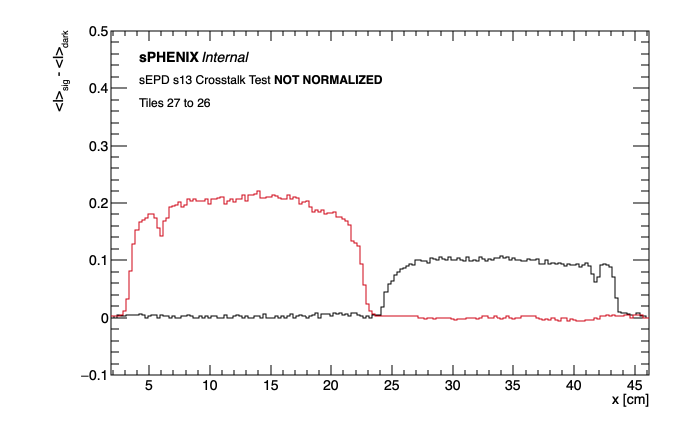 <I>sig - <I>dark
0.5
0.4
0.3
0.2
0.1
0
−0.1
sPHENIX Internal
sEPD s13 Crosstalk Test NOT NORMALIZED
Tiles 27 to 26
5 10 15 20 25 30 35 40 45
x [cm]